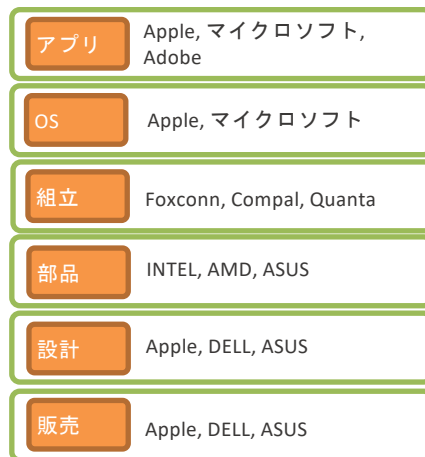 アプリ
Apple, マイクロソフト,
Adobe
OS
Apple, マイクロソフト
組立
Foxconn, Compal, Quanta
部品
INTEL, AMD, ASUS
設計
Apple, DELL, ASUS
販売
Apple, DELL, ASUS